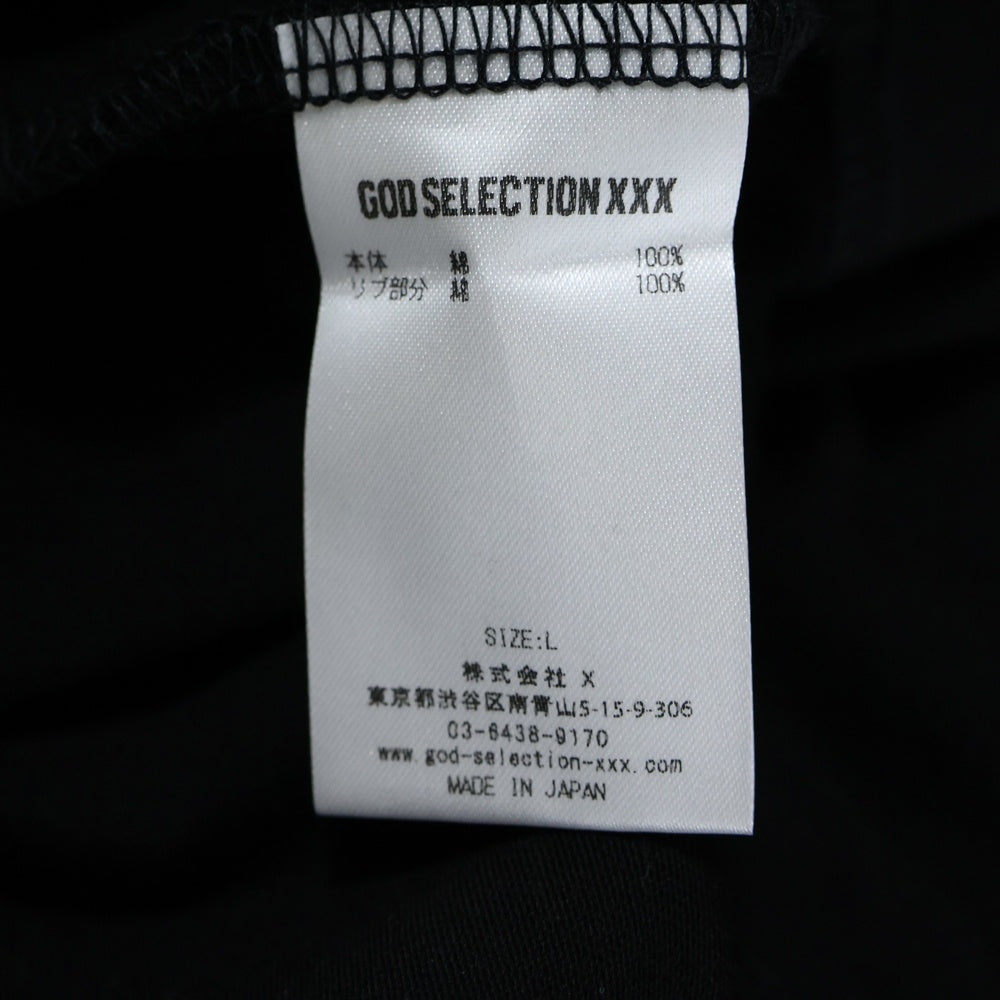 GOD SELECTION XXX
本体 綿 100%
リブ部分 綿 100%
SIZE:L
株式会社 X
東京都渋谷区南青山5-15-9-306
03-6438-9170
www.god-selection-xxx.com
MADE IN JAPAN